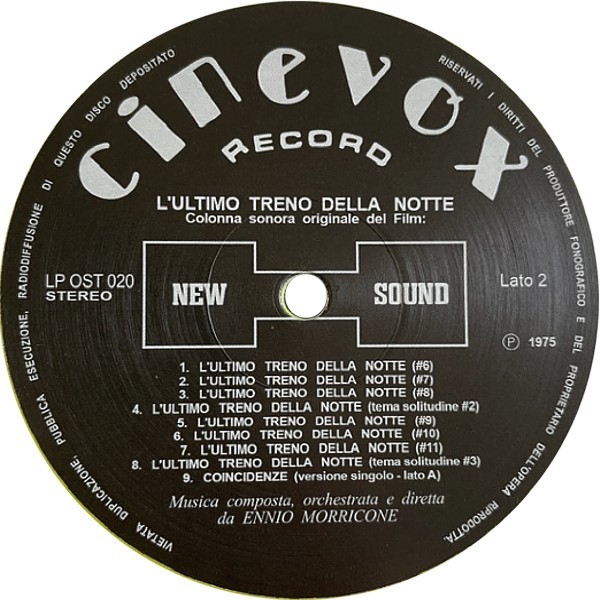 cinevox
RECORD
L'ULTIMO TRENO DELLA NOTTE
Colonna sonora originale del Film:
LP OST 020
STEREO
NEW SOUND
Lato 2
Ⓟ 1975
1. L'ULTIMO TRENO DELLA NOTTE (#6)
2. L'ULTIMO TRENO DELLA NOTTE (#7)
3. L'ULTIMO TRENO DELLA NOTTE (#8)
4. L'ULTIMO TRENO DELLA NOTTE (tema solitudine #2)
5. L'ULTIMO TRENO DELLA NOTTE (#9)
6. L'ULTIMO TRENO DELLA NOTTE (#10)
7. L'ULTIMO TRENO DELLA NOTTE (#11)
8. L'ULTIMO TRENO DELLA NOTTE (tema solitudine #3)
9. COINCIDENZE (versione singolo - lato A)
Musica composta, orchestrata e diretta
da ENNIO MORRICONE
VIETATA DUPLICAZIONE, PUBBLICA ESECUZIONE, RADIODIFFUSIONE DI QUESTO DISCO DEPOSITATO
RISERVATI I DIRITTI DEL PRODUTTORE FONOGRAFICO E DEL PROPRIETARIO DELL'OPERA RIPRODOTTA.